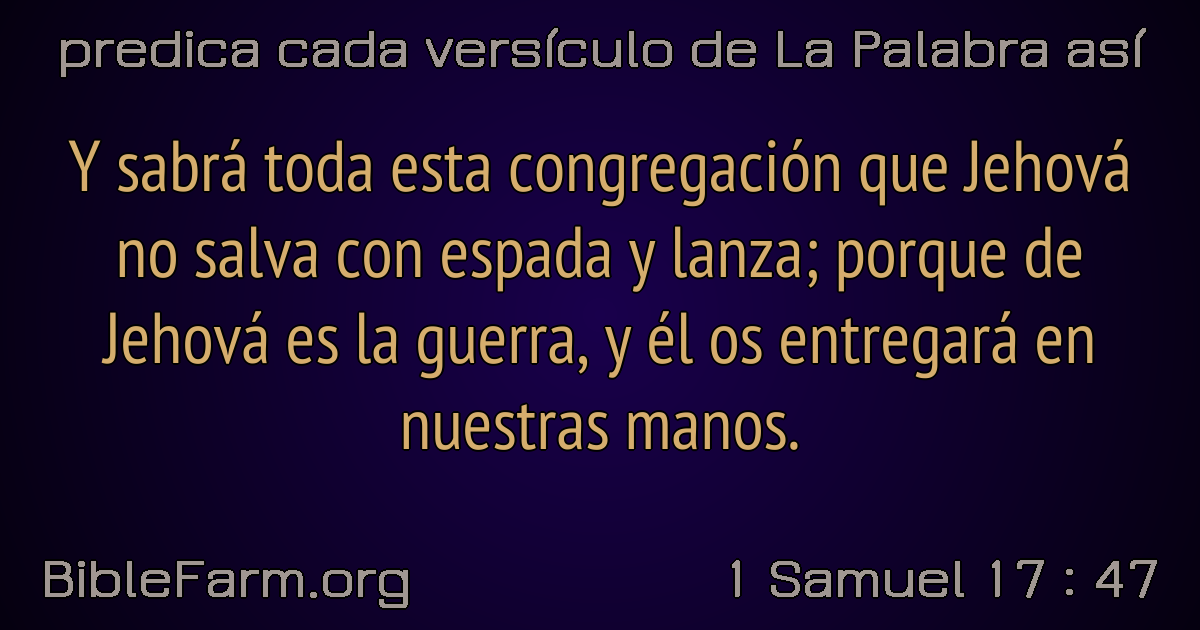 predica cada versículo de La Palabra así
Y sabrá toda esta congregación que Jehová
no salva con espada y lanza; porque de
Jehová es la guerra, y él os entregará en
nuestras manos.
BibleFarm.org
1 Samuel 17 : 47